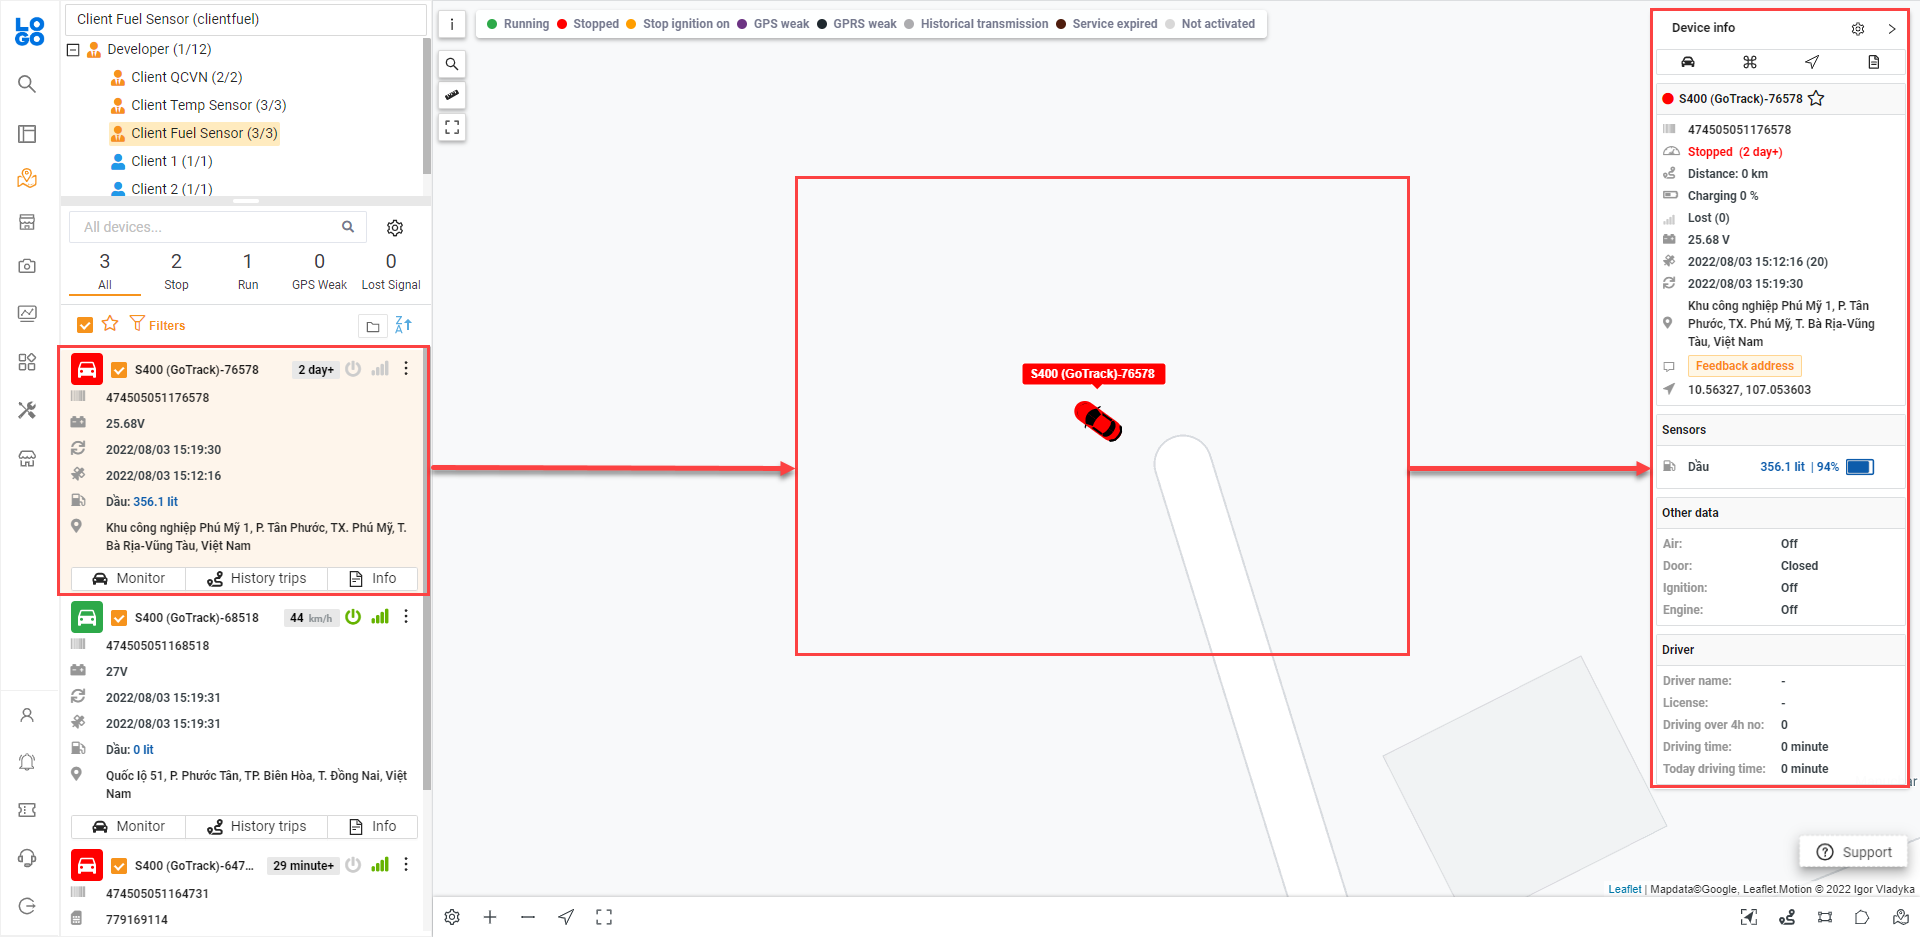 LO
GO
Client Fuel Sensor (clientfuel)
Developer (1/12)
Client QCVN (2/2)
Client Temp Sensor (3/3)
Client Fuel Sensor (3/3)
Client 1 (1/1)
Client 2 (1/1)
All devices...
3 2 1 0 0
All Stop Run GPS Weak Lost Signal
Filters
S400 (GoTrack)-76578 2 day+
474505051176578
25.68V
2022/08/03 15:19:30
2022/08/03 15:12:16
Dầu: 356.1 lit
Khu công nghiệp Phú Mỹ 1, P. Tân Phước, TX. Phú Mỹ, T.
Bà Rịa-Vũng Tàu, Việt Nam
Monitor History trips Info
S400 (GoTrack)-68518 44 km/h
474505051168518
27V
2022/08/03 15:19:31
2022/08/03 15:19:31
Dầu: 0 lit
Quốc lộ 51, P. Phước Tân, TP. Biên Hòa, T. Đồng Nai, Việt
Nam
Monitor History trips Info
S400 (GoTrack)-647... 29 minute+
474505051164731
779169114
i
Running Stopped Stop ignition on GPS weak GPRS weak Historical transmission Service expired Not activated
S400 (GoTrack)-76578
Device info
S400 (GoTrack)-76578
474505051176578
Stopped (2 day+)
Distance: 0 km
Charging 0 %
Lost (0)
25.68 V
2022/08/03 15:12:16 (20)
2022/08/03 15:19:30
Khu công nghiệp Phú Mỹ 1, P. Tân
Phước, TX. Phú Mỹ, T. Bà Rịa-Vũng
Tàu, Việt Nam
Feedback address
10.56327, 107.053603
Sensors
Dầu 356.1 lit | 94%
Other data
Air: Off
Door: Closed
Ignition: Off
Engine: Off
Driver
Driver name: -
License: -
Driving over 4h no: 0
Driving time: 0 minute
Today driving time: 0 minute
ar
Support
Leaflet | Mapdata©Google, Leaflet.Motion © 2022 Igor Vladyka